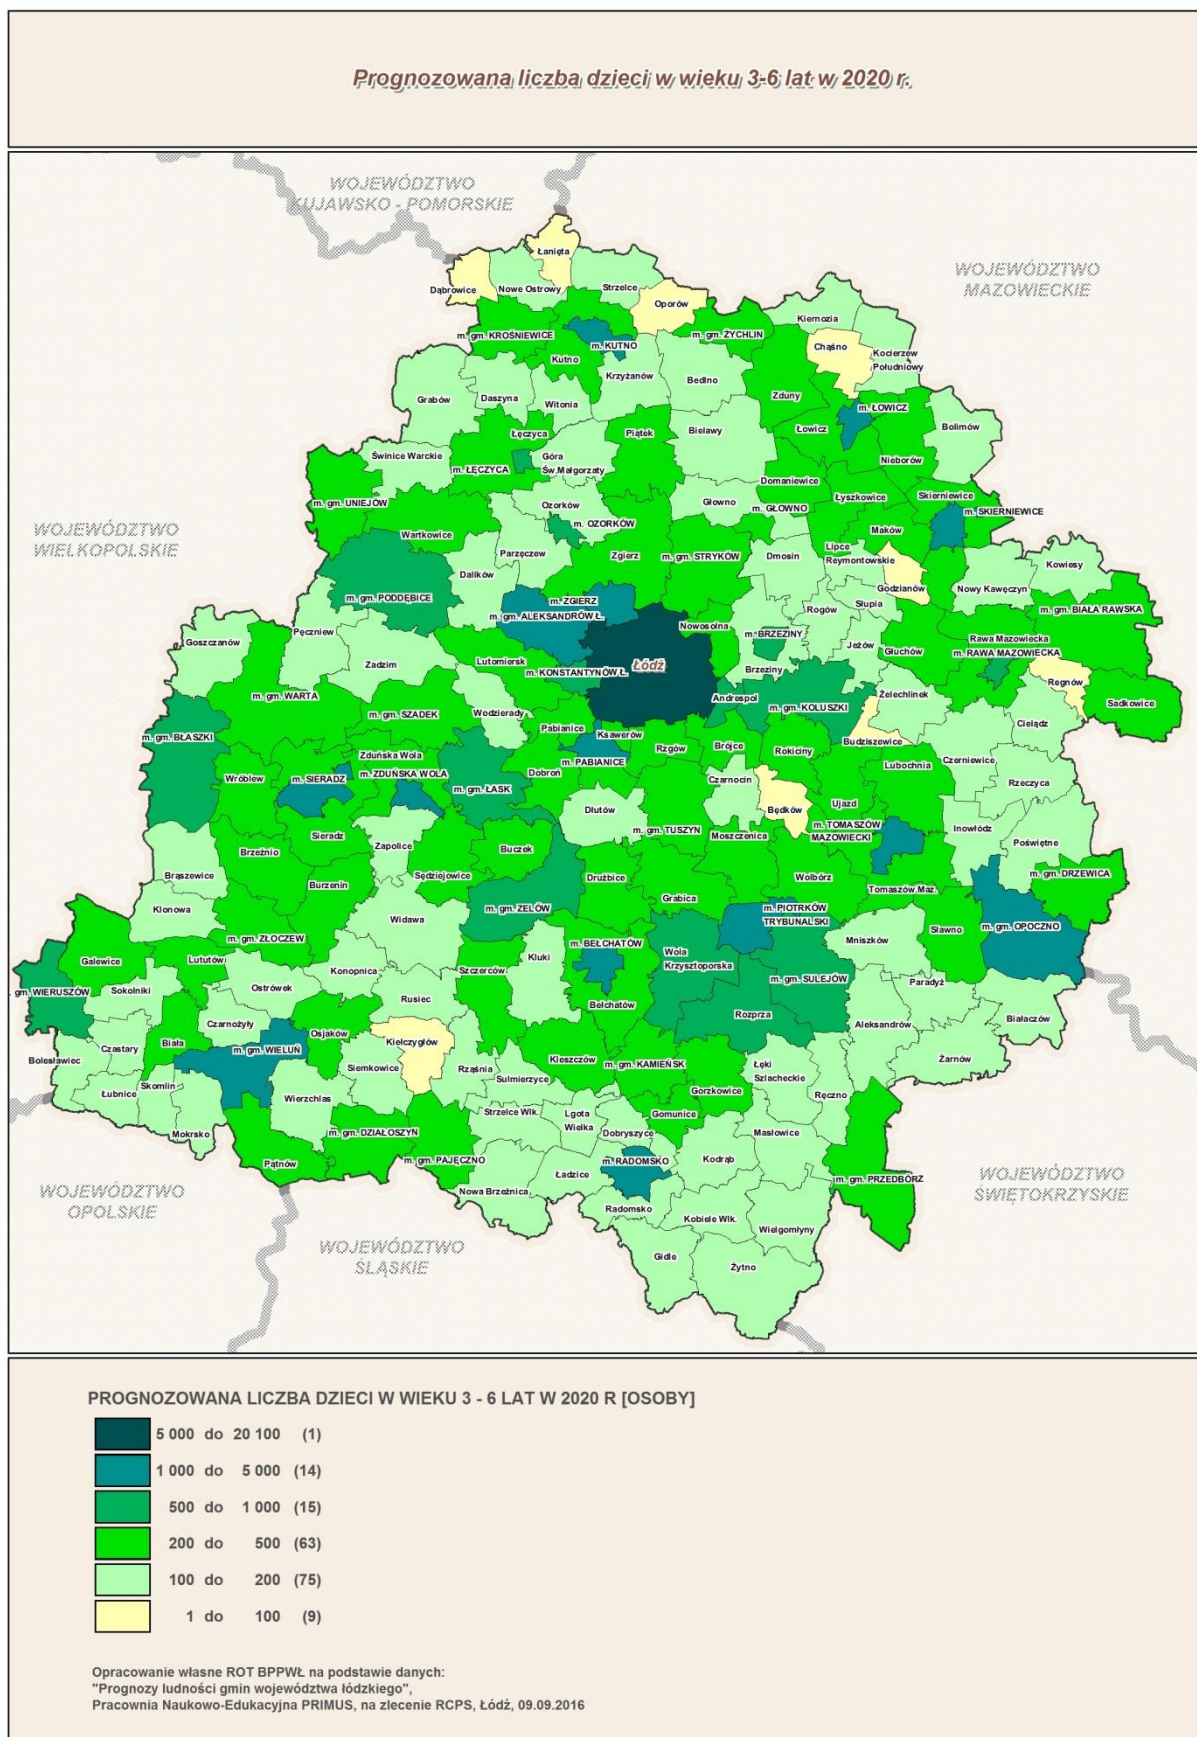 Prognozowana liczba dzieci w wieku 3-6 lat w 2020 r.
WOJEWÓDZTWO
KUJAWSKO - POMORSKIE
WOJEWÓDZTWO
MAZOWIECKIE
Łanięta
Dąbrowice
Nowe Ostrowy
Strzelce
Oporów
Kiernozia
m. gm. KROŚNIEWICE
m. KUTNO
m. gm. ŻYCHLIN
Chąśno
Kocierzew
Południowy
Kutno
Krzyżanów
Bedlno
Zduny
Grabów
Daszyna
Witonia
m. ŁOWICZ
Łęczyca
Piątek
Bielawy
Łowicz
Bolimów
Świnice Warckie
m. ŁĘCZYCA
Góra
Św.Małgorzaty
Nieborów
m. gm. UNIEJÓW
Domaniewice
Łyszkowice
Skierniewice
Ozorków
Głowno
m. GŁOWNO
m. SKIERNIEWICE
WOJEWÓDZTWO
WIELKOPOLSKIE
Wartkowice
m. OZORKÓW
Maków
Parzęczew
Zgierz
m. gm. STRYKÓW
Dmosin
Lipce
Reymontowskie
Kowiesy
Dalików
Godzianów
Nowy Kawęczyn
m. gm. PODDĘBICE
m. ZGIERZ
m. gm. ALEKSANDRÓW Ł.
Rogów
Słupia
m. gm. BIAŁA RAWSKA
Goszczanów
Pęczniew
Nowosolna
m. BRZEZINY
Jeżów
Głuchów
Rawa Mazowiecka
m. RAWA MAZOWIECKA
Zadzim
Lutomiersk
m. KONSTANTYNÓW Ł.
Łódź
Brzeziny
Regnów
m. gm. WARTA
Wodzierady
Andrespol
m. gm. KOLUSZKI
Żelechlinek
Sadkowice
m. gm. SZADEK
Cielądz
m. gm. BŁASZKI
Pabianice
Ksawerów
Rzgów
Brójce
Rokiciny
Budziszewice
Zduńska Wola
m. PABIANICE
Lubochnia
Czerniewice
Wróblew
m. SIERADZ
m. ZDUŃSKA WOLA
m. gm. ŁASK
Dobroń
Czarnocin
Rzeczyca
Dłutów
Będków
Ujazd
m. TOMASZÓW
MAZOWIECKI
Inowłódz
Sieradz
m. gm. TUSZYN
Moszczenica
Poświętne
Zapolice
Buczek
Brzeźnio
Brąszewice
Sędziejowice
Drużbice
Wolbórz
m. gm. DRZEWICA
Burzenin
Tomaszów Maz.
Klonowa
m. gm. ZELÓW
Grabica
m. PIOTRKÓW
TRYBUNALSKI
Widawa
m. gm. OPOCZNO
m. gm. ZŁOCZEW
m. BEŁCHATÓW
Mniszków
Sławno
Galewice
Lututów
Kluki
Wola
Krzysztoporska
Konopnica
Szczerców
m. gm. SULEJÓW
Paradyż
gm. WIERUSZÓW
Sokolniki
Ostrówek
Rusiec
Bełchatów
Rozprza
Białaczów
Czarnożyły
Osjaków
Aleksandrów
Czastary
Biała
m. gm. WIELUŃ
Kiełczygłów
Bolesławiec
Siemkowice
Rząśnia
Kleszczów
m. gm. KAMIEŃSK
Łęki
Szlacheckie
Żarnów
Skomlin
Sulmierzyce
Łubnice
Wierzchlas
Gorzkowice
Ręczno
Strzelce Wlk.
Lgota
Wielka
Gomunice
Mokrsko
m. gm. DZIAŁOSZYN
Dobryszyce
Masłowice
Pątnów
m. gm. PAJĘCZNO
m. RADOMSKO
Kodrąb
Ładzice
m. gm. PRZEDBÓRZ
WOJEWÓDZTWO
OPOLSKIE
Nowa Brzeźnica
Radomsko
Kobiele Wlk.
WOJEWÓDZTWO
ŚWIĘTOKRZYSKIE
Wielgomłyny
WOJEWÓDZTWO
ŚLĄSKIE
Gidle
Żytno
PROGNOZOWANA LICZBA DZIECI W WIEKU 3 - 6 LAT W 2020 R [OSOBY]
5 000 do 20 100 (1)
1 000 do 5 000 (14)
500 do 1 000 (15)
200 do 500 (63)
100 do 200 (75)
1 do 100 (9)
Opracowanie własne ROT BPPWŁ na podstawie danych:
"Prognozy ludności gmin województwa łódzkiego",
Pracownia Naukowo-Edukacyjna PRIMUS, na zlecenie RCPS, Łódź, 09.09.2016